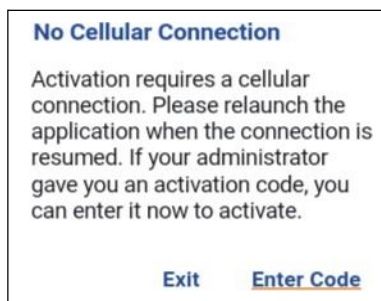 No Cellular Connection
Activation requires a cellular
connection. Please relaunch the
application when the connection is
resumed. If your administrator
gave you an activation code, you
can enter it now to activate.
Exit Enter Code